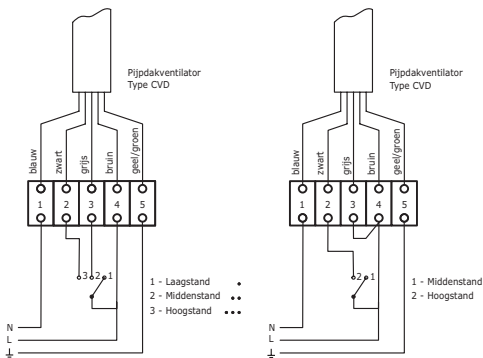 Pijpdakventilator
Type CVD
blauw
zwart
grijs
bruin
geel/groen
1 2 3 4 5
3 2 1
1 - Laagstand
2 - Middenstand
3 - Hoogstand
N
L
Pijpdakventilator
Type CVD
blauw
zwart
grijs
bruin
geel/groen
1 2 3 4 5
2 1
1 - Middenstand
2 - Hoogstand
N
L